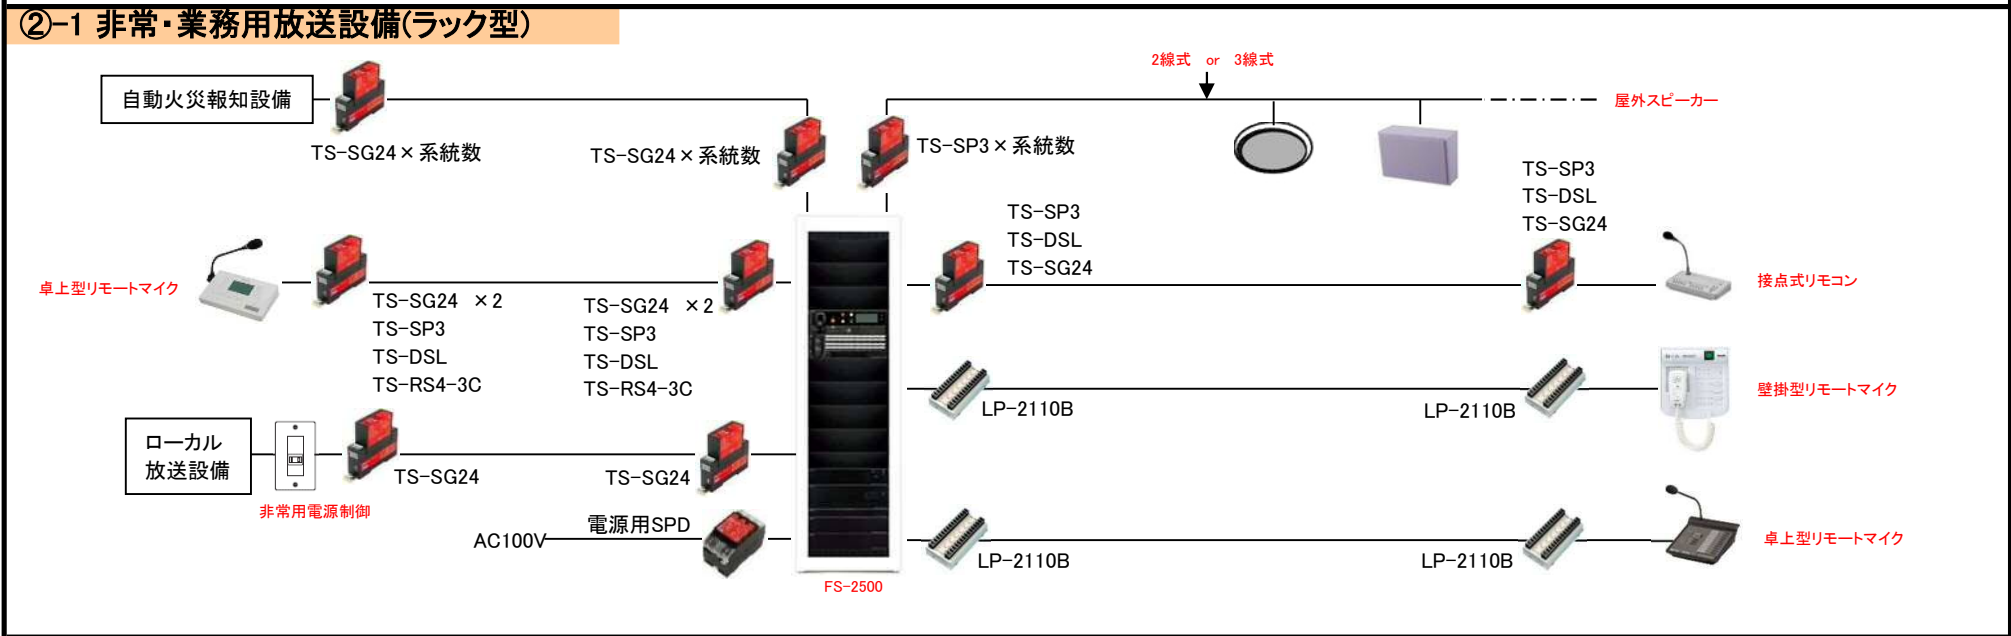 ②-1 非常・業務用放送設備(ラック型)
2線式 or 3線式
自動火災報知設備
屋外スピーカー
TS-SG24×系統数
TS-SG24×系統数
TS-SP3×系統数
TS-SP3
TS-DSL
TS-SG24
TS-SP3
TS-DSL
TS-SG24
卓上型リモートマイク
TS-SG24 ×2
TS-SP3
TS-DSL
TS-RS4-3C
TS-SG24 ×2
TS-SP3
TS-DSL
TS-RS4-3C
接点式リモコン
LP-2110B
LP-2110B
壁掛型リモートマイク
ローカル
放送設備
TS-SG24
TS-SG24
非常用電源制御
電源用SPD
AC100V
LP-2110B
LP-2110B
卓上型リモートマイク
FS-2500